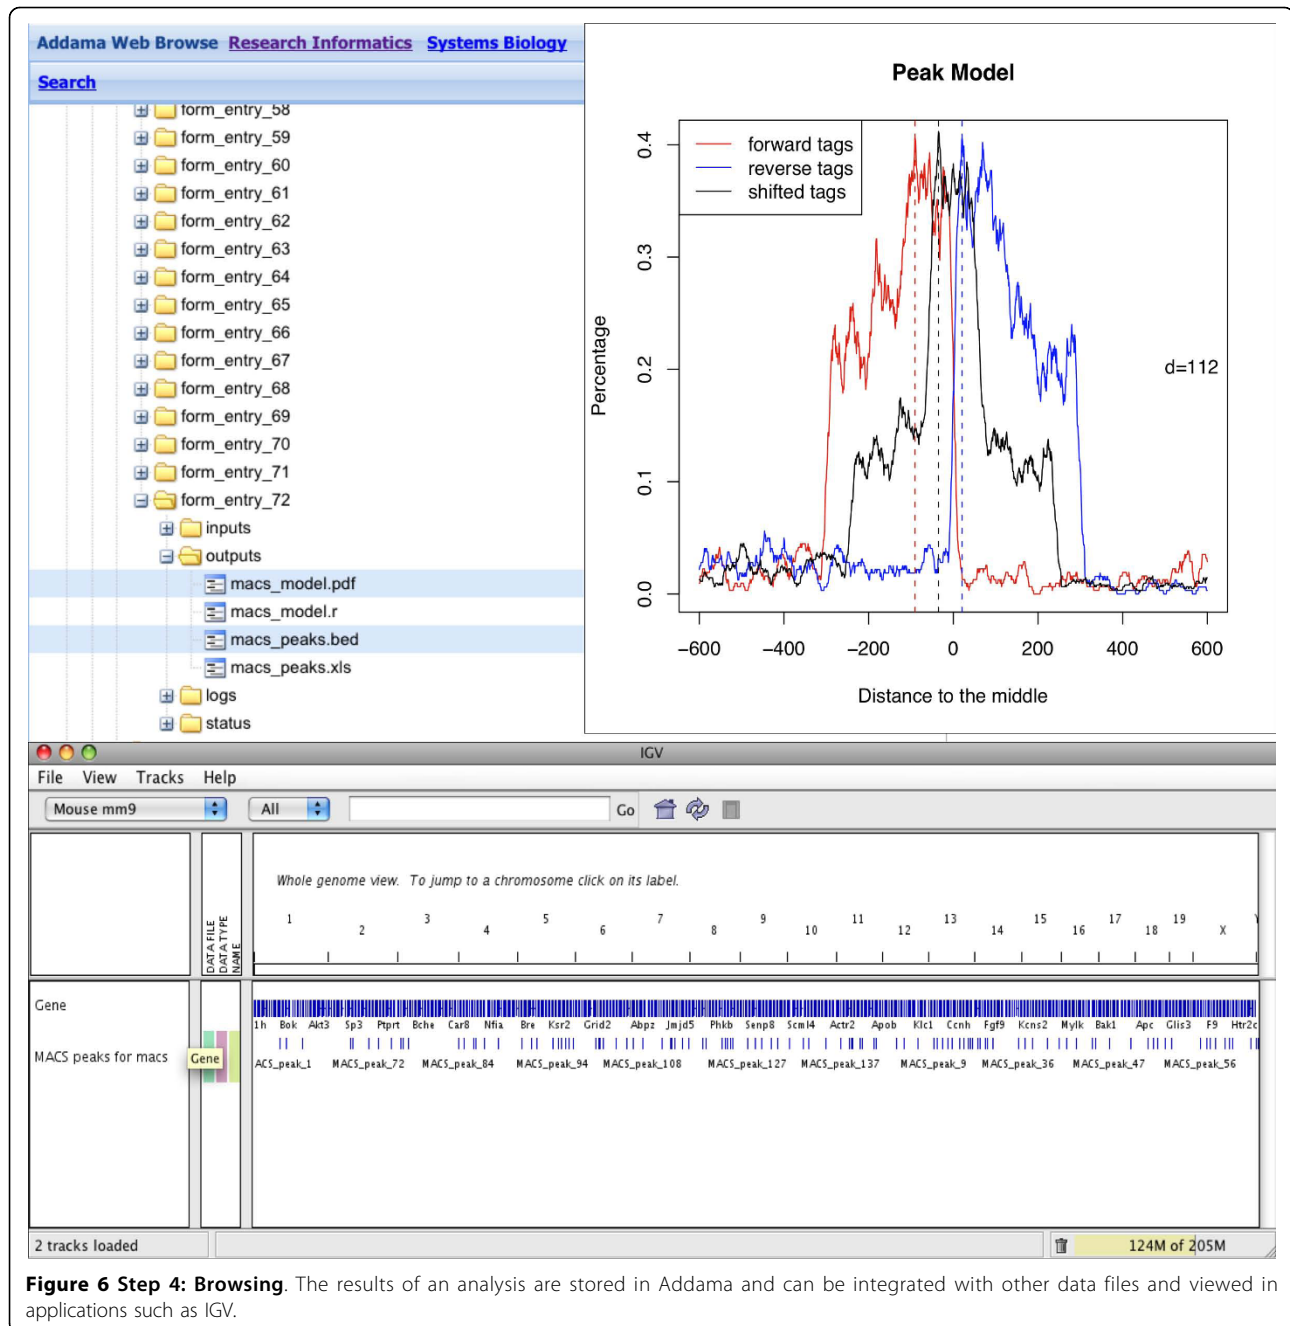 Addama Web Browse Research Informatics Systems Biology
Search
form_entry_58
form_entry_59
form_entry_60
form_entry_61
form_entry_62
form_entry_63
form_entry_64
form_entry_65
form_entry_66
form_entry_67
form_entry_68
form_entry_69
form_entry_70
form_entry_71
form_entry_72
inputs
outputs
macs_model.pdf
macs_model.r
macs_peaks.bed
macs_peaks.xls
logs
status
Peak Model
forward tags
reverse tags
shifted tags
0.4
0.3
0.2
0.1
0.0
Percentage
d=112
−600 −400 −200 0 200 400 600
Distance to the middle
IGV
File View Tracks Help
Mouse mm9 All Go
Whole genome view. To jump to a chromosome click on its label.
DATA FILE
DATA TYPE
NAME
1 2 3 4 5 6 7 8 9 10 11 12 13 14 15 16 17 18 19 X Y
Gene
1h Bok Akt3 Sp3 Ptprt Bche Car8 Nfia Bre Ksr2 Grid2 Abpz Jmjd5 Phkb Senp8 Scml4 Actr2 Apob Klc1 Ccnh Fgf9 Kcns2 Mylk Bak1 Apc Glis3 F9 Htr2c
MACS peaks for macs
Gene
ACS_peak_1 MACS_peak_72 MACS_peak_84 MACS_peak_94 MACS_peak_108 MACS_peak_127 MACS_peak_137 MACS_peak_9 MACS_peak_36 MACS_peak_47 MACS_peak_56
2 tracks loaded
124M of 205M
Figure 6 Step 4: Browsing. The results of an analysis are stored in Addama and can be integrated with other data files and viewed in
applications such as IGV.